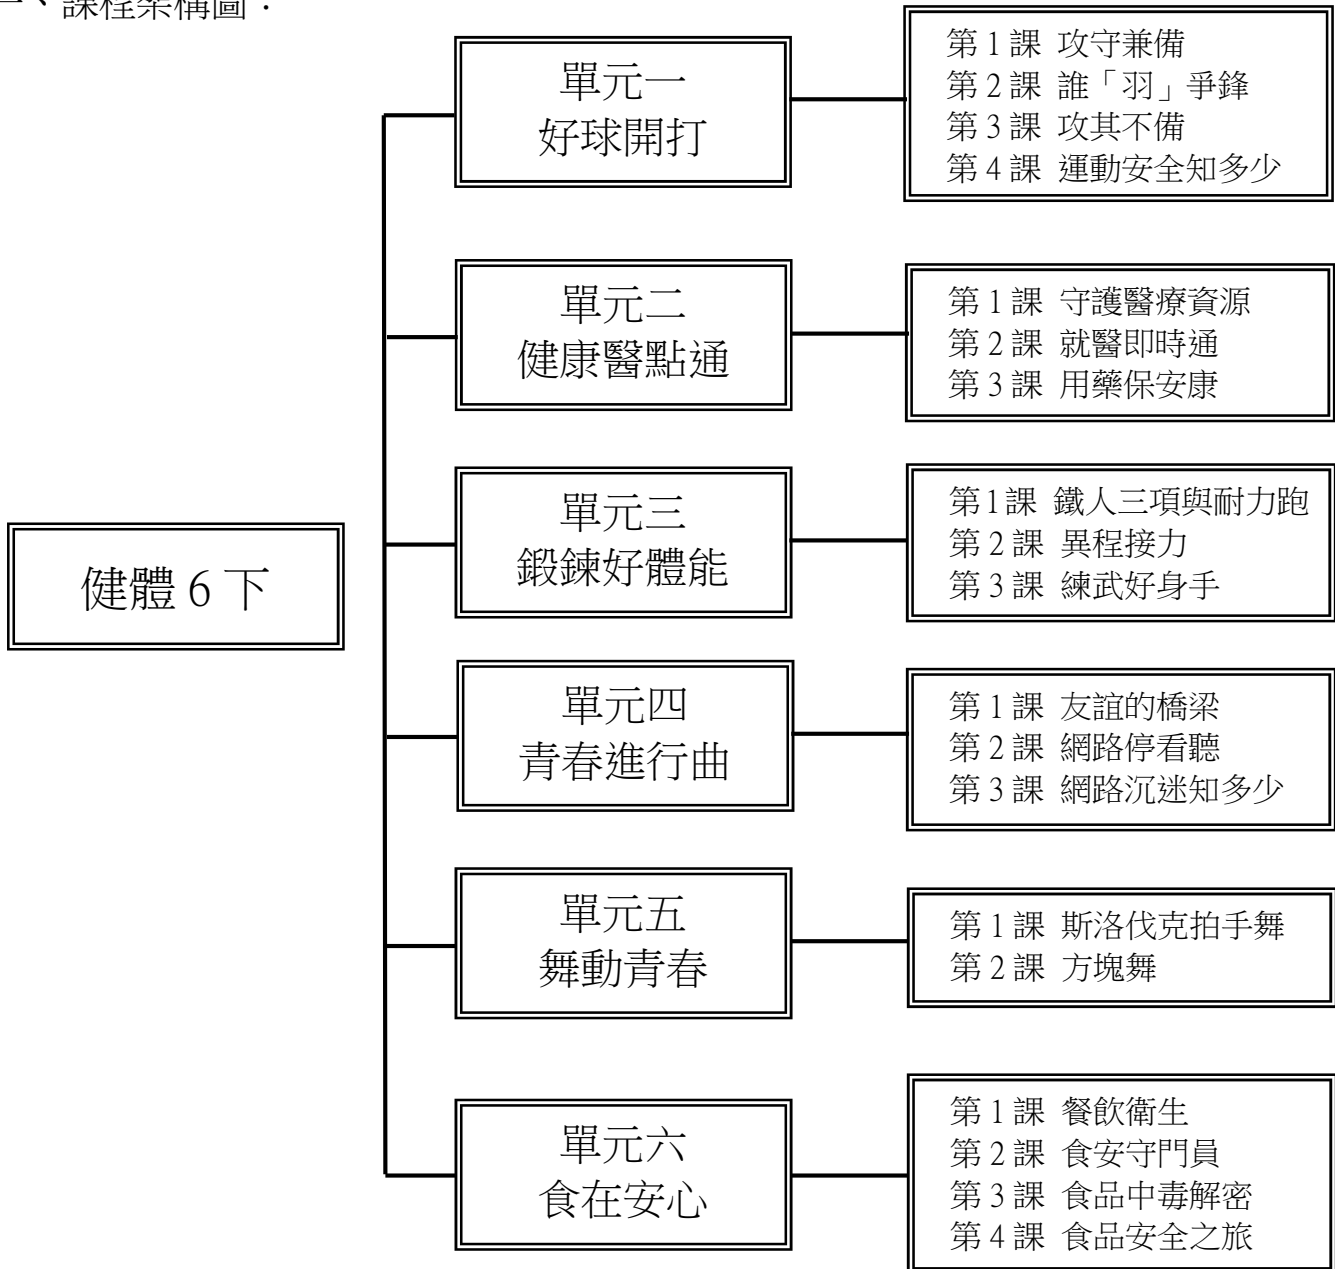 、課程架構圖：
健體 6 下
單元一
好球開打
第 1 課 攻守兼備
第 2 課 誰「羽」爭鋒
第 3 課 攻其不備
第 4 課 運動安全知多少
單元二
健康醫點通
第 1 課 守護醫療資源
第 2 課 就醫即時通
第 3 課 用藥保安康
單元三
鍛鍊好體能
第1課 鐵人三項與耐力跑
第 2 課 異程接力
第 3 課 練武好身手
單元四
青春進行曲
第 1 課 友誼的橋梁
第 2 課 網路停看聽
第 3 課 網路沉迷知多少
單元五
舞動青春
第 1 課 斯洛伐克拍手舞
第 2 課 方塊舞
單元六
食在安心
第 1 課 餐飲衛生
第 2 課 食安守門員
第 3 課 食品中毒解密
第 4 課 食品安全之旅